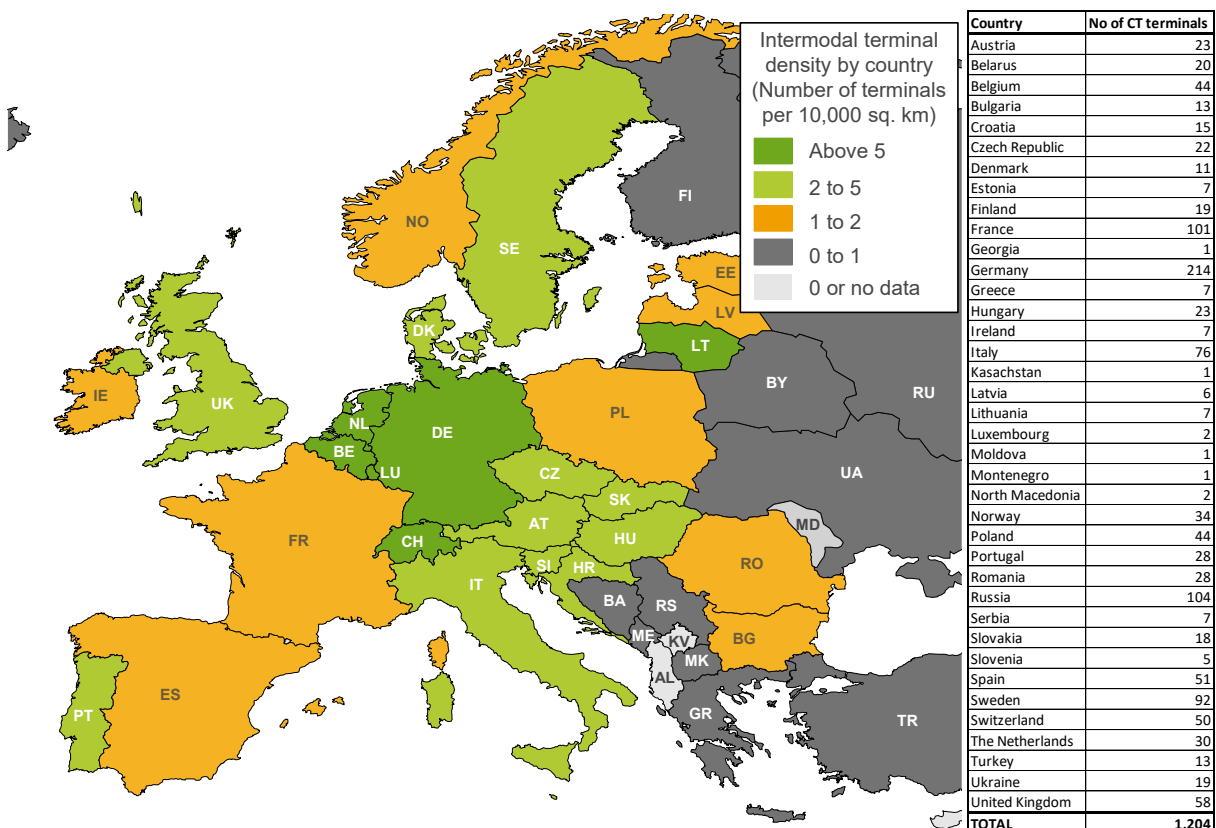 Intermodal terminal
density by country
(Number of terminals
per 10,000 sq. km)
Above 5
2 to 5
1 to 2
0 to 1
0 or no data
NO
SE
FI
EE
LV
LT
DK
IE
UK
NL
BE
LU
DE
PL
BY
RU
UA
CZ
SK
AT
HU
MD
CH
FR
SI
HR
IT
RO
BA
RS
ME
KV
BG
MK
AL
PT
ES
GR
TR
Country No of CT terminals
Austria 23
Belarus 20
Belgium 44
Bulgaria 13
Croatia 15
Czech Republic 22
Denmark 11
Estonia 7
Finland 19
France 101
Georgia 1
Germany 214
Greece 7
Hungary 23
Ireland 7
Italy 76
Kasachstan 1
Latvia 6
Lithuania 7
Luxembourg 2
Moldova 1
Montenegro 1
North Macedonia 2
Norway 34
Poland 44
Portugal 28
Romania 28
Russia 104
Serbia 7
Slovakia 18
Slovenia 5
Spain 51
Sweden 92
Switzerland 50
The Netherlands 30
Turkey 13
Ukraine 19
United Kingdom 58
TOTAL 1.204